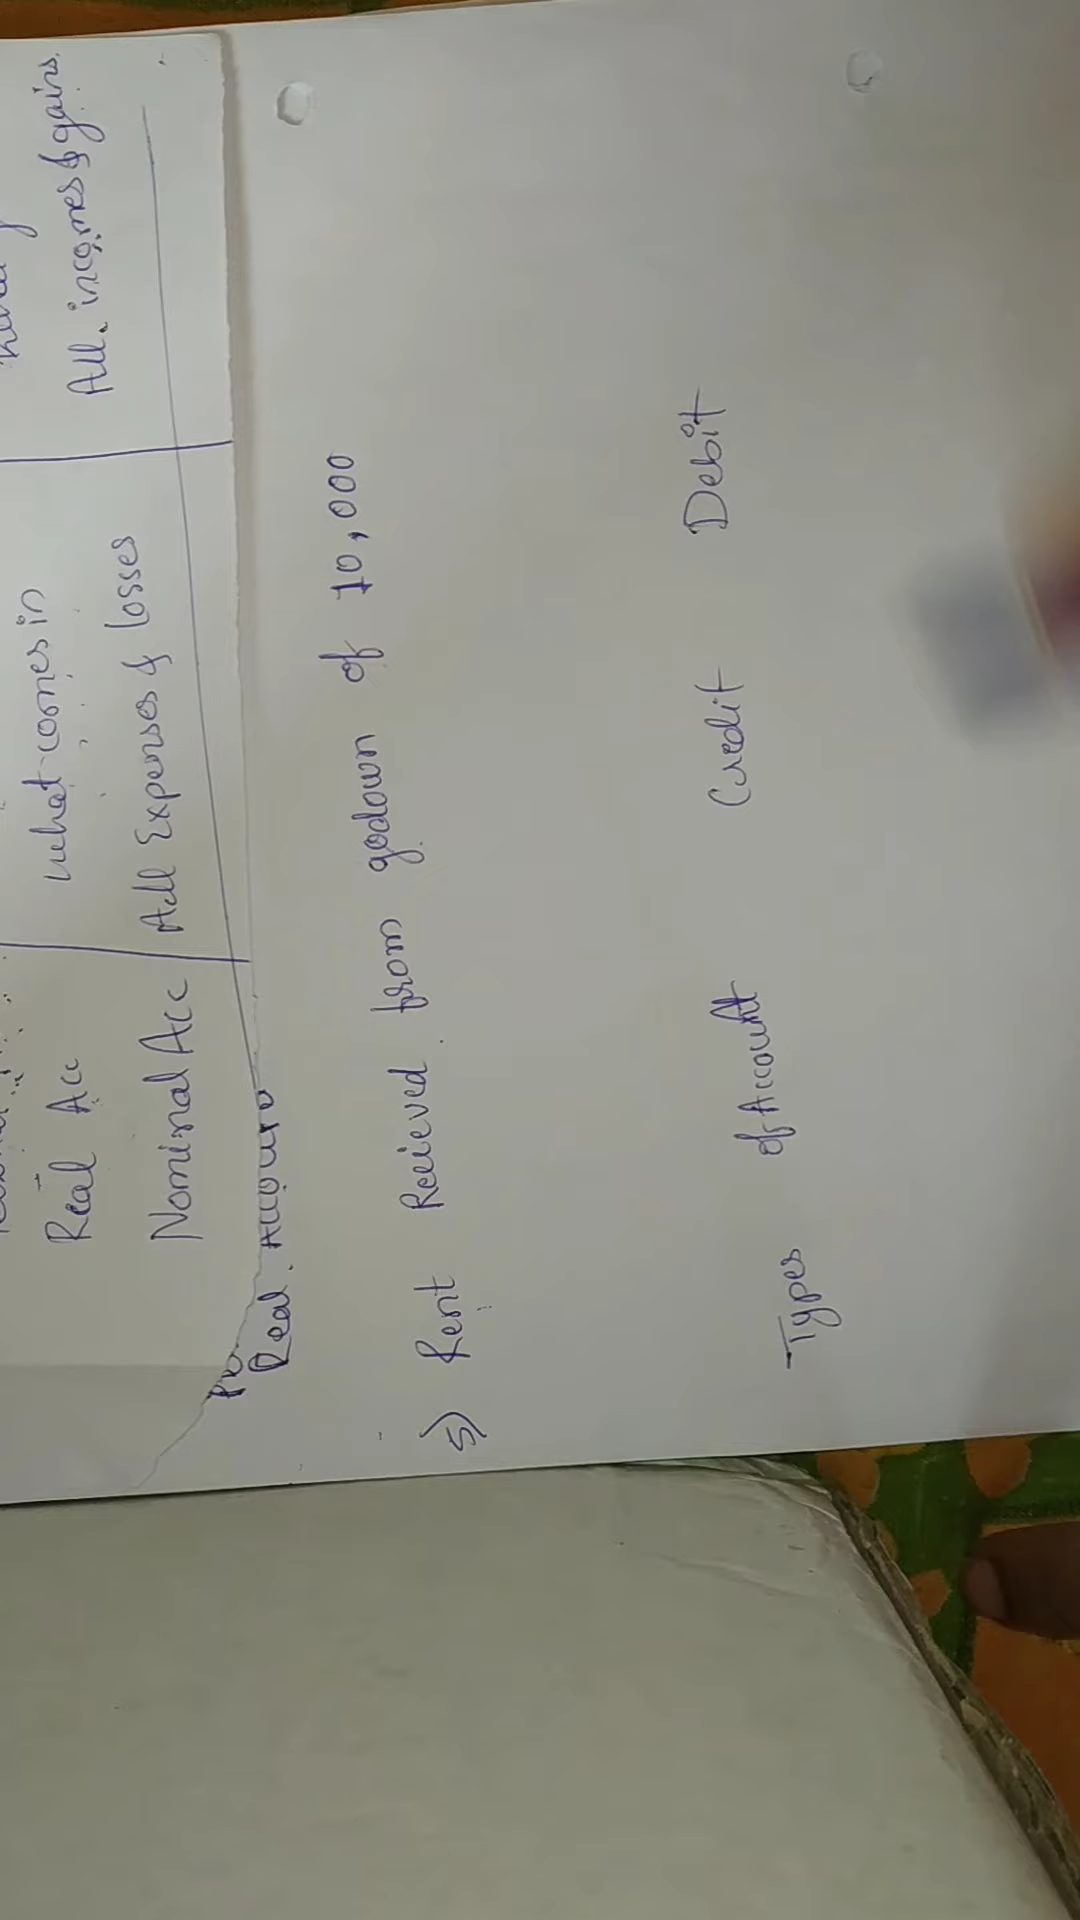 Real Acc what comes in
Nominal Acc All Expenses & losses All incomes & gains
Real. Account
5) Rent Recieved from godown of 10,000
Types of Account Credit Debit